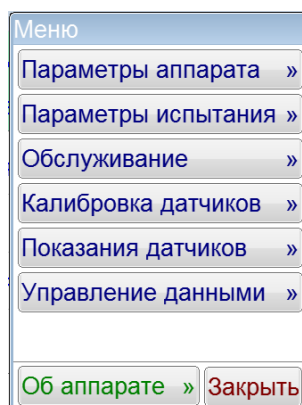 Меню
Параметры аппарата »
Параметры испытания »
Обслуживание »
Калибровка датчиков »
Показания датчиков »
Управление данными »
Об аппарате » Закрыть